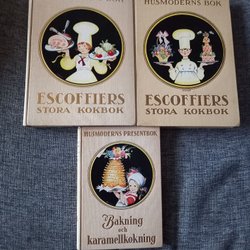 HUSMODERNS BOK
ESCOFFIERS
STORA KOKBOK
ESCOFFIERS
STORA KOKBOK
HUSMODERNS PRESENTBOK
Bakning
och
karamellkokning